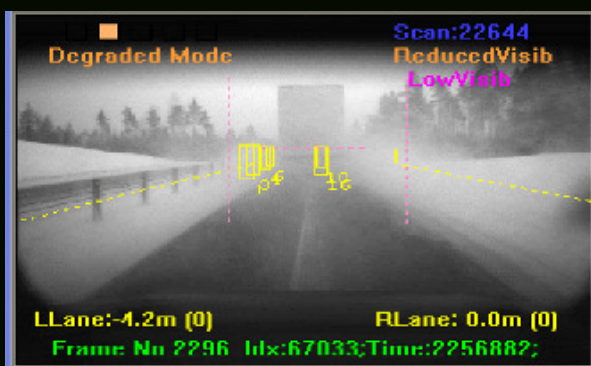 Scan:22644
Degraded Mode ReducedVisib
LowVisib
LLane:-4.2m (0) RLane: 0.0m (0)
Frame No 2296 Idx:67033;Time:2256882;